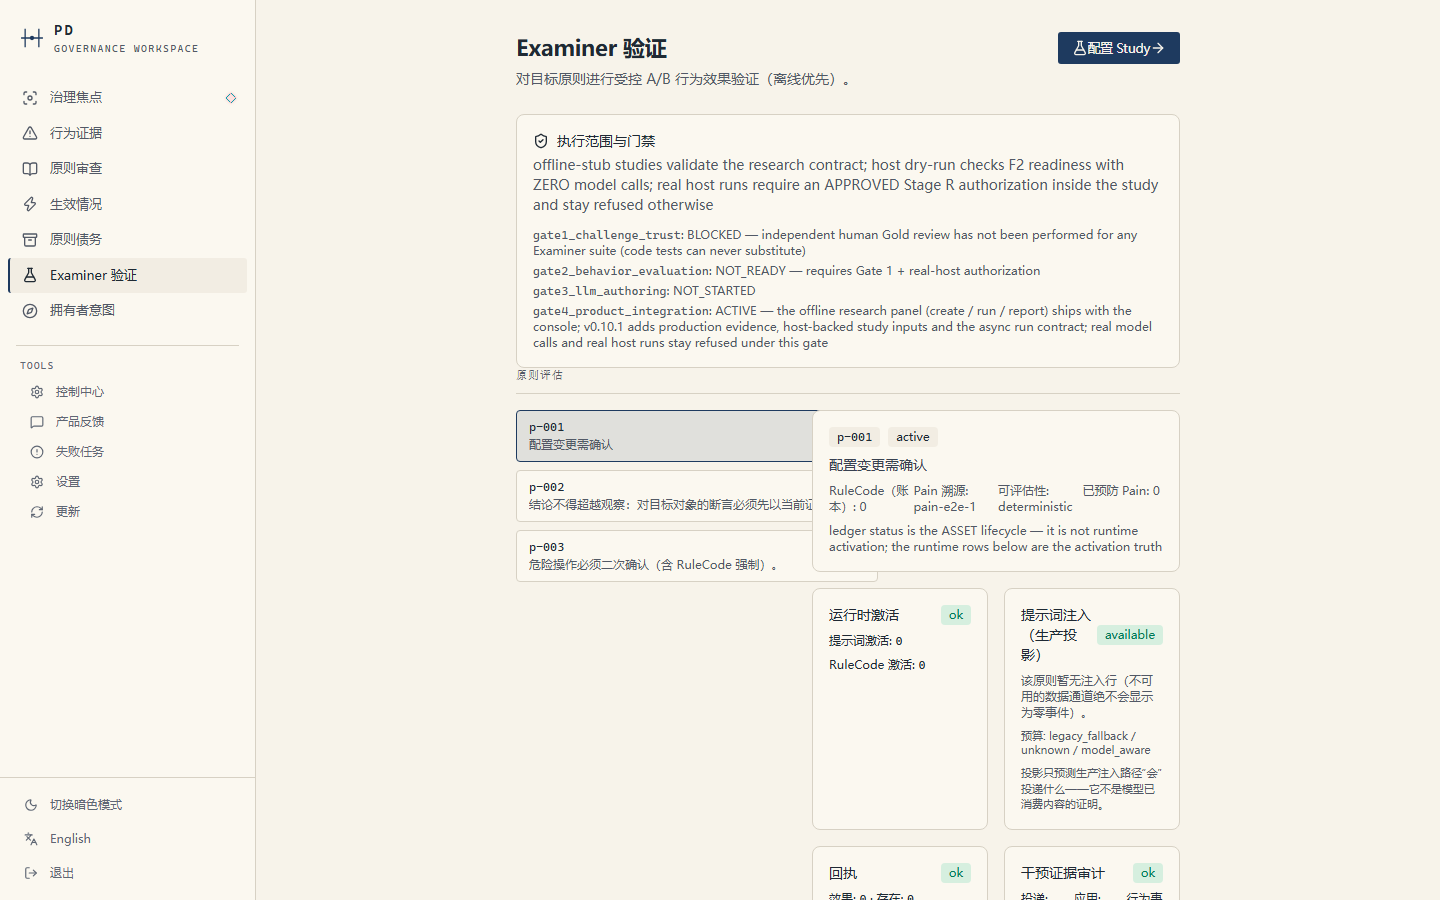 PD
GOVERNANCE WORKSPACE
治理焦点
行为证据
原则审查
生效情况
原则债务
Examiner 验证
拥有者意图
TOOLS
控制中心
产品反馈
失败任务
设置
更新
切换暗色模式
English
退出
Examiner 验证
配置 Study
对目标原则进行受控 A/B 行为效果验证（离线优先）。
执行范围与门禁
offline-stub studies validate the research contract; host dry-run checks F2 readiness with
ZERO model calls; real host runs require an APPROVED Stage R authorization inside the study
and stay refused otherwise
gate1_challenge_trust: BLOCKED — independent human Gold review has not been performed for any
Examiner suite (code tests can never substitute)
gate2_behavior_evaluation: NOT_READY — requires Gate 1 + real-host authorization
gate3_llm_authoring: NOT_STARTED
gate4_product_integration: ACTIVE — the offline research panel (create / run / report) ships with the
console; v0.10.1 adds production evidence, host-backed study inputs and the async run contract; real model
calls and real host runs stay refused under this gate
原则评估
p-001
配置变更需确认
p-002
结论不得超越观察：对目标对象的断言必须先以当前证
p-003
危险操作必须二次确认（含 RuleCode 强制）。
p-001 active
配置变更需确认
RuleCode（账
本）: 0
Pain 溯源:
pain-e2e-1
可评估性:
deterministic
已预防 Pain: 0
ledger status is the ASSET lifecycle — it is not runtime
activation; the runtime rows below are the activation truth
运行时激活 ok
提示词激活: 0
RuleCode 激活: 0
提示词注入
（生产投
影）
available
该原则暂无注入行（不可
用的数据通道绝不会显示
为零事件）。
预算: legacy_fallback /
unknown / model_aware
投影只预测生产注入路径"会"
投递什么——它不是模型已
消费内容的证明。
回执 ok
效果: 0 · 存在: 0
干预证据审计 ok
投递: 应用: 行为事